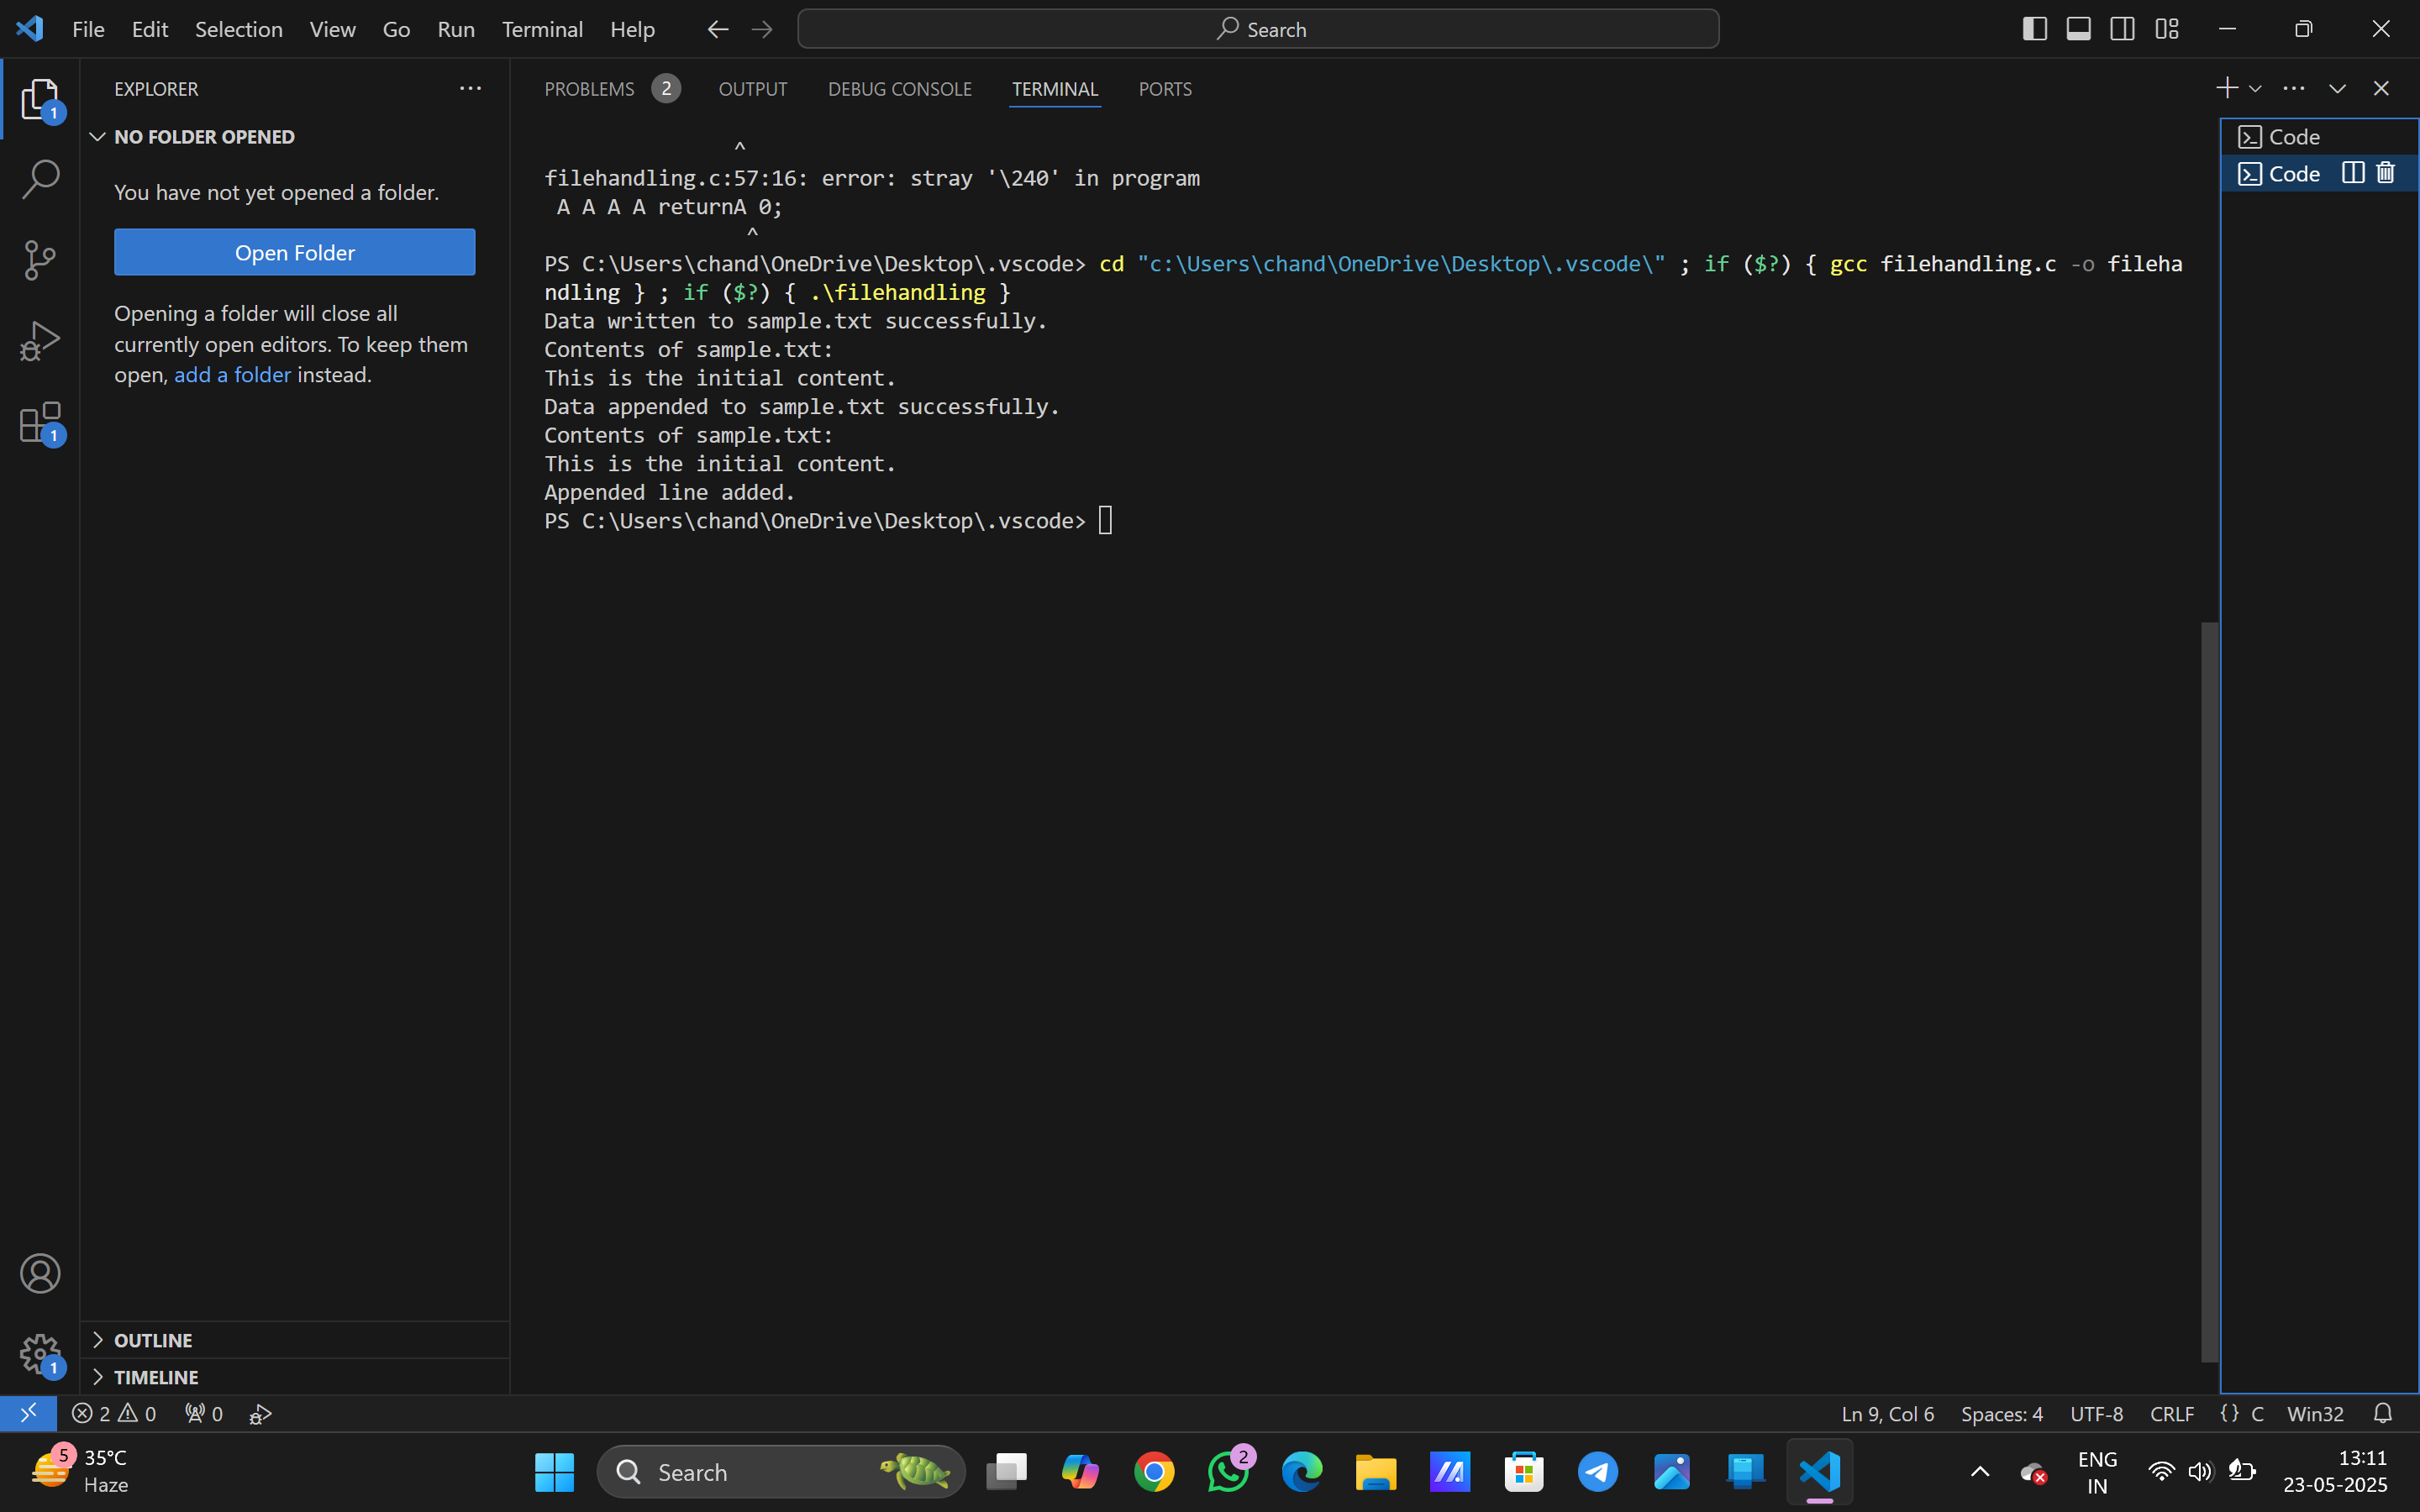 File Edit Selection View Go Run Terminal Help
Search
EXPLORER
1
NO FOLDER OPENED
You have not yet opened a folder.
Open Folder
Opening a folder will close all
currently open editors. To keep them
open, add a folder instead.
1
OUTLINE
1
TIMELINE
PROBLEMS 2 OUTPUT DEBUG CONSOLE TERMINAL PORTS
^
filehandling.c:57:16: error: stray '\240' in program
A A A A returnA 0;
^
PS C:\Users\chand\OneDrive\Desktop\.vscode> cd "c:\Users\chand\OneDrive\Desktop\.vscode\" ; if ($?) { gcc filehandling.c -o fileha
ndling } ; if ($?) { .\filehandling }
Data written to sample.txt successfully.
Contents of sample.txt:
This is the initial content.
Data appended to sample.txt successfully.
Contents of sample.txt:
This is the initial content.
Appended line added.
PS C:\Users\chand\OneDrive\Desktop\.vscode>
Code
Code
2 0 0
Ln 9, Col 6 Spaces: 4 UTF-8 CRLF {} C Win32
5 35°C
Haze
Search
2
ENG
IN
13:11
23-05-2025